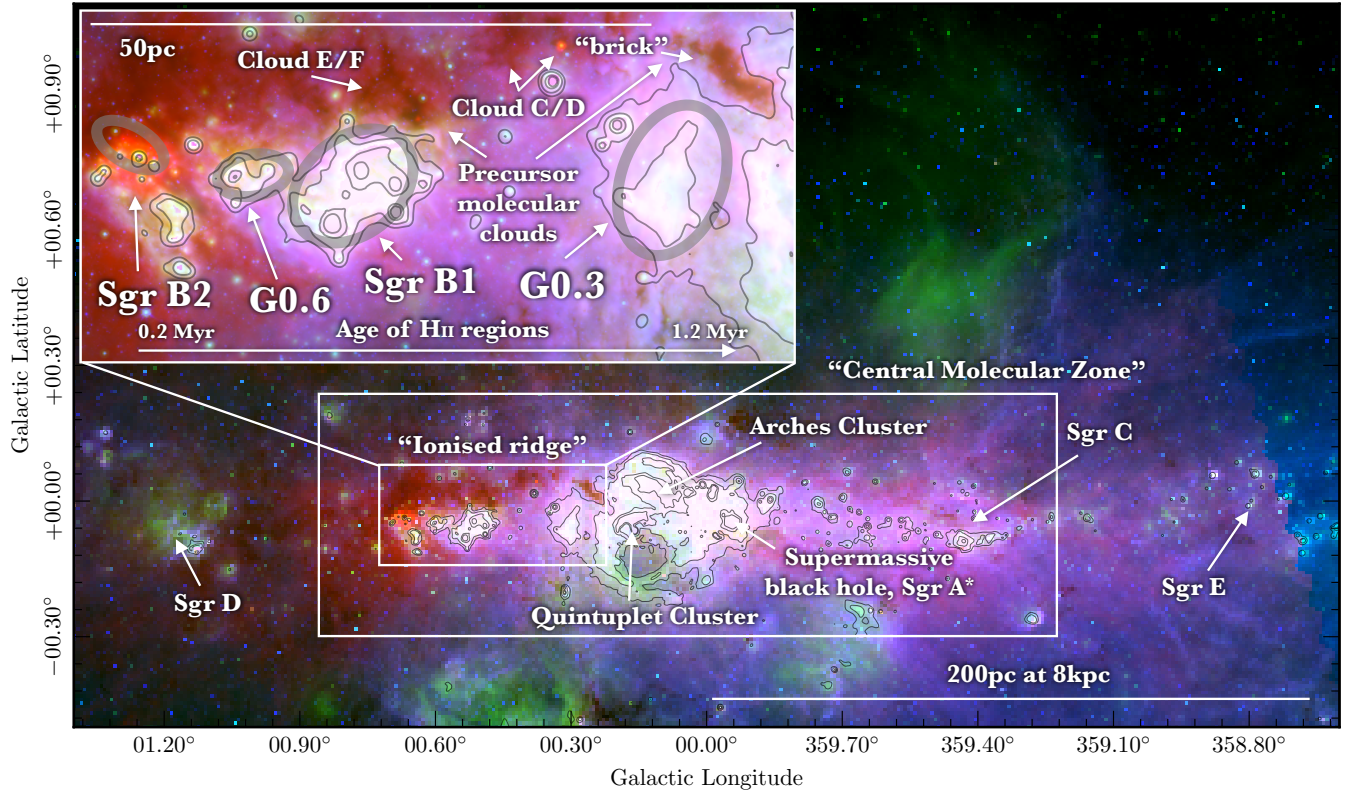 50pc
Cloud E/F
“brick”
Cloud C/D
Precursor
molecular
clouds
Sgr B2
G0.6
Sgr B1
G0.3
0.2 Myr
Age of HII regions
1.2 Myr
“Central Molecular Zone”
“Ionised ridge”
Arches Cluster
Sgr C
Sgr D
Quintuplet Cluster
Supermassive
black hole, Sgr A*
Sgr E
200pc at 8kpc
+00.90°
+00.60°
+00.30°
+00.00°
−00.30°
Galactic Latitude
01.20° 00.90° 00.60° 00.30° 00.00° 359.70° 359.40° 359.10° 358.80°
Galactic Longitude